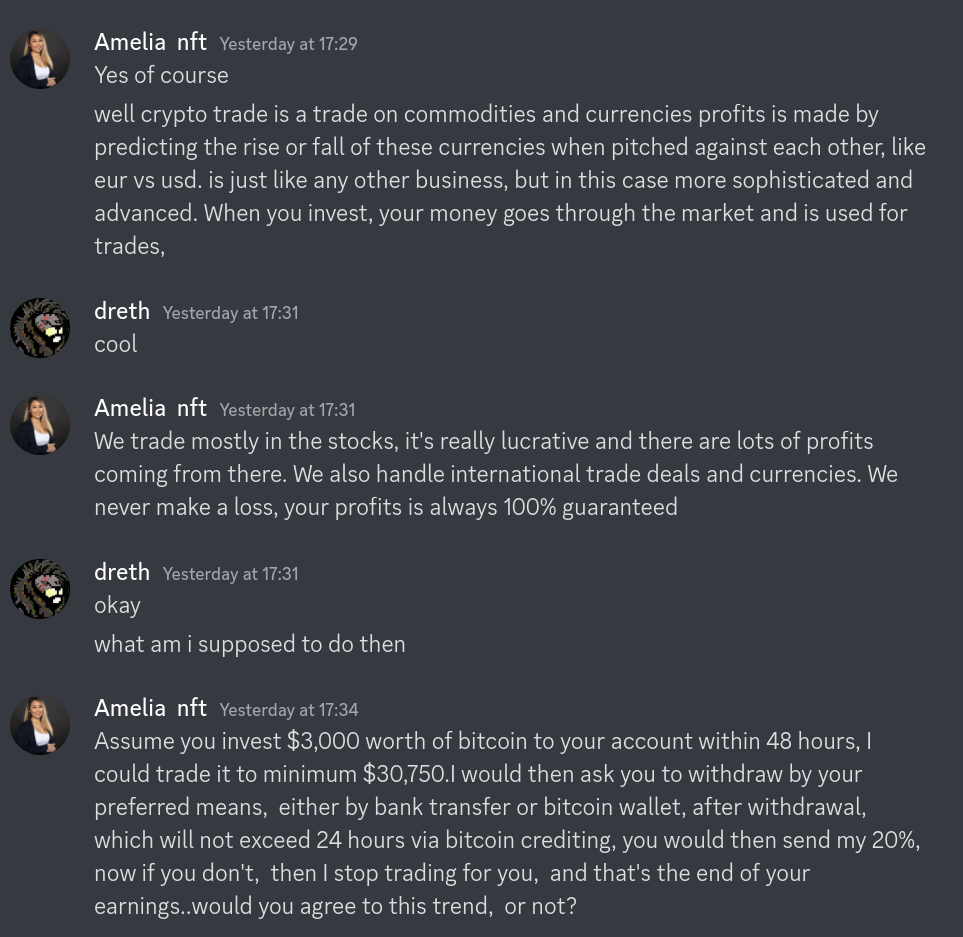 Amelia nft Yesterday at 17:29
Yes of course
well crypto trade is a trade on commodities and currencies profits is made by
predicting the rise or fall of these currencies when pitched against each other, like
eur vs usd. is just like any other business, but in this case more sophisticated and
advanced. When you invest, your money goes through the market and is used for
trades,
dreth Yesterday at 17:31
cool
Amelia nft Yesterday at 17:31
We trade mostly in the stocks, it's really lucrative and there are lots of profits
coming from there. We also handle international trade deals and currencies. We
never make a loss, your profits is always 100% guaranteed
dreth Yesterday at 17:31
okay
what am i supposed to do then
Amelia nft Yesterday at 17:34
Assume you invest $3,000 worth of bitcoin to your account within 48 hours, I
could trade it to minimum $30,750.I would then ask you to withdraw by your
preferred means,  either by bank transfer or bitcoin wallet, after withdrawal,
which will not exceed 24 hours via bitcoin crediting, you would then send my 20%,
now if you don't,  then I stop trading for you,  and that's the end of your
earnings..would you agree to this trend,  or not?